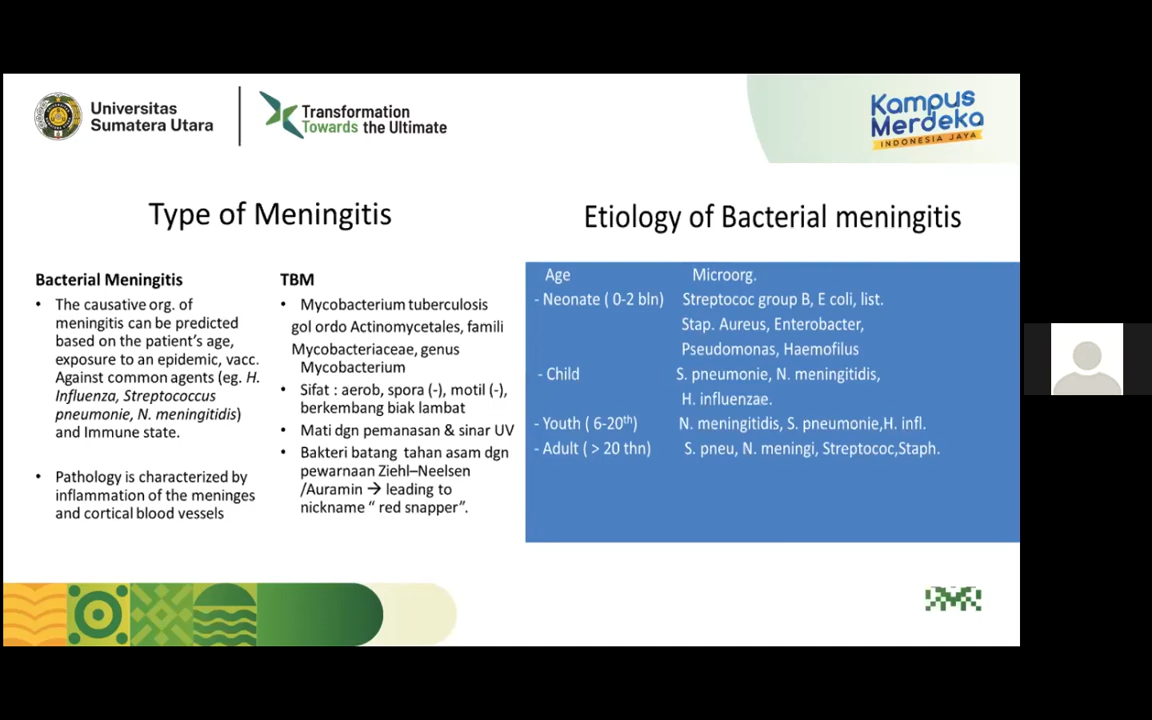 Universitas
Sumatera Utara
Transformation
Towards the Ultimate
Kampus
Merdeka
INDONESIA JAYA
Type of Meningitis
Bacterial Meningitis
• The causative org. of
meningitis can be predicted
based on the patient's age,
exposure to an epidemic, vacc.
Against common agents (eg. H.
Influenza, Streptococcus
pneumonie, N. meningitidis)
and Immune state.
• Pathology is characterized by
inflammation of the meninges
and cortical blood vessels
TBM
• Mycobacterium tuberculosis
gol ordo Actinomycetales, famili
Mycobacteriaceae, genus
Mycobacterium
• Sifat : aerob, spora (-), motil (-),
berkembang biak lambat
• Mati dgn pemanasan & sinar UV
• Bakteri batang tahan asam dgn
pewarnaan Ziehl–Neelsen
/Auramin → leading to
nickname “ red snapper”.
Etiology of Bacterial meningitis
Age Microorg.
- Neonate ( 0-2 bln) Streptococ group B, E coli, list.
Stap. Aureus, Enterobacter,
Pseudomonas, Haemofilus
- Child S. pneumonie, N. meningitidis,
H. influenzae.
- Youth ( 6-20th) N. meningitidis, S. pneumonie,H. infl.
- Adult ( > 20 thn) S. pneu, N. meningi, Streptococ,Staph.